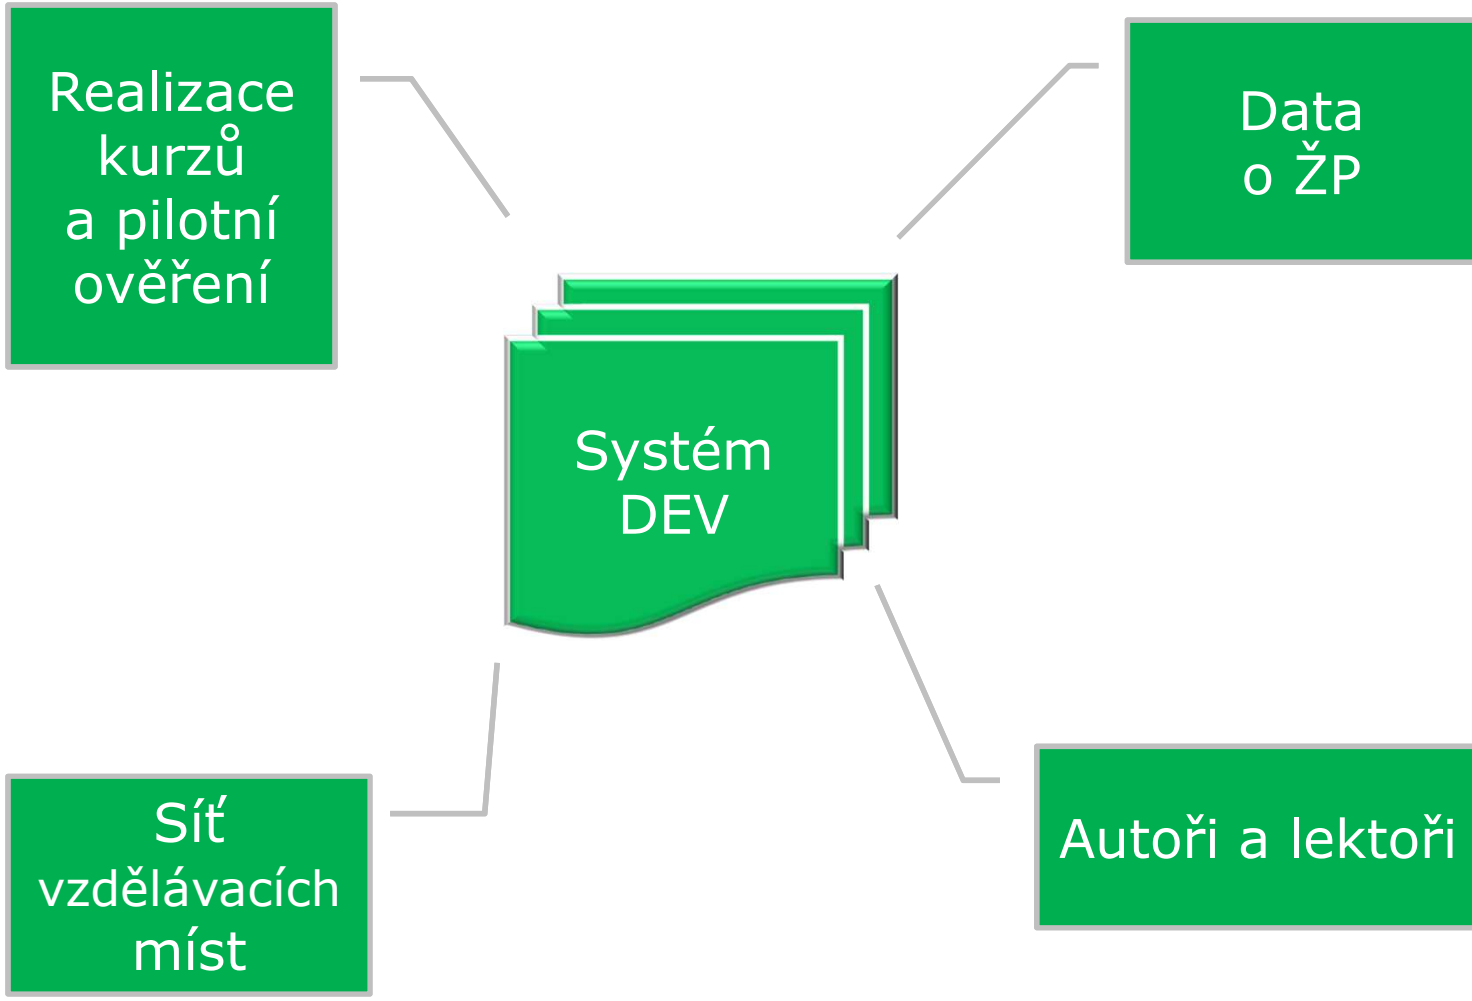 Realizace
kurzů
a pilotní
ověření
Data
o ŽP
Systém
DEV
Síť
vzdělávacích
míst
Autoři a lektoři